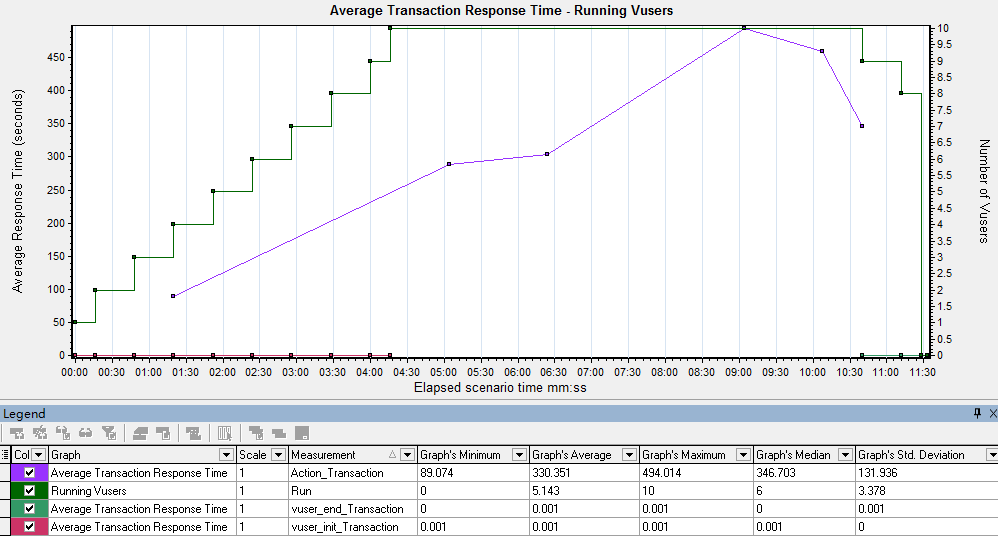 Average Transaction Response Time - Running Vusers
Average Response Time (seconds)
450
400
350
300
250
200
150
100
50
0
10
9.5
9
8.5
8
7.5
7
6.5
6
5.5
5
4.5
4
3.5
3
2.5
2
1.5
1
0.5
0
Number of Vusers
00:00 00:30 01:00 01:30 02:00 02:30 03:00 03:30 04:00 04:30 05:00 05:30 06:00 06:30 07:00 07:30 08:00 08:30 09:00 09:30 10:00 10:30 11:00 11:30
Elapsed scenario time mm:ss
Legend
Col Graph Scale Measurement Graph's Minimum Graph's Average Graph's Maximum Graph's Median Graph's Std. Deviation
Average Transaction Response Time 1 Action_Transaction 89.074 330.351 494.014 346.703 131.936
Running Vusers 1 Run 0 5.143 10 6 3.378
Average Transaction Response Time 1 vuser_end_Transaction 0 0.001 0.001 0 0.001
Average Transaction Response Time 1 vuser_init_Transaction 0.001 0.001 0.001 0.001 0